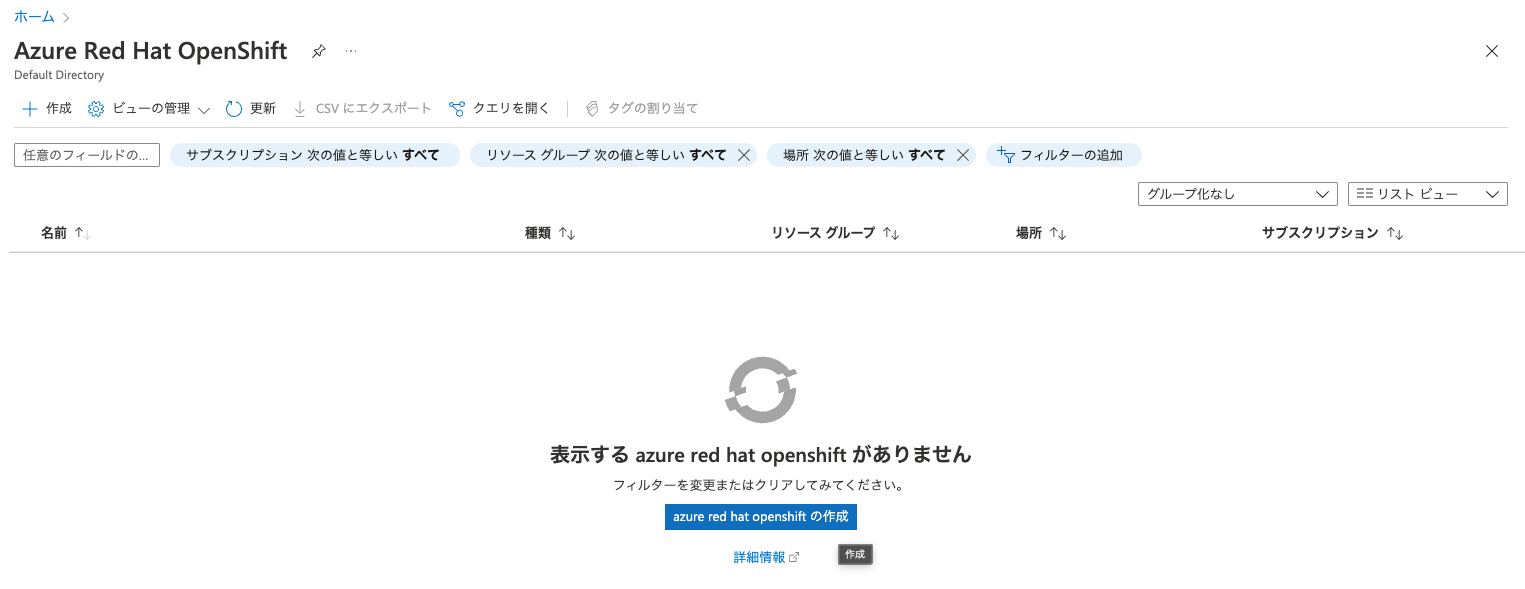 ホーム
Azure Red Hat OpenShift
Default Directory
作成 ビューの管理 更新 CSV にエクスポート クエリを開く タグの割り当て
任意のフィールドの... サブスクリプション 次の値と等しい すべて リソース グループ 次の値と等しい すべて 場所 次の値と等しい すべて フィルターの追加
グループ化なし リスト ビュー
名前 種類 リソース グループ 場所 サブスクリプション
表示する azure red hat openshift がありません
フィルターを変更またはクリアしてみてください。
azure red hat openshift の作成
詳細情報 作成